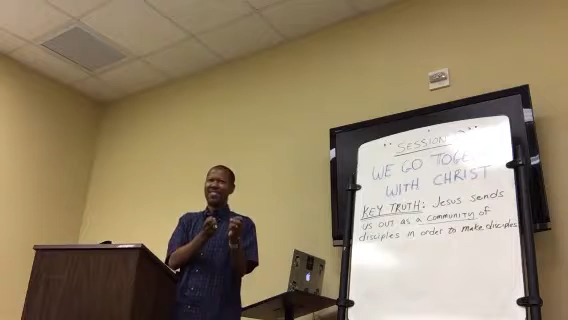 " SESSION
WE GO TOGE
WITH CHRIST
KEY TRUTH: Jesus sends
us out as a community of
disciples in order to make disciples